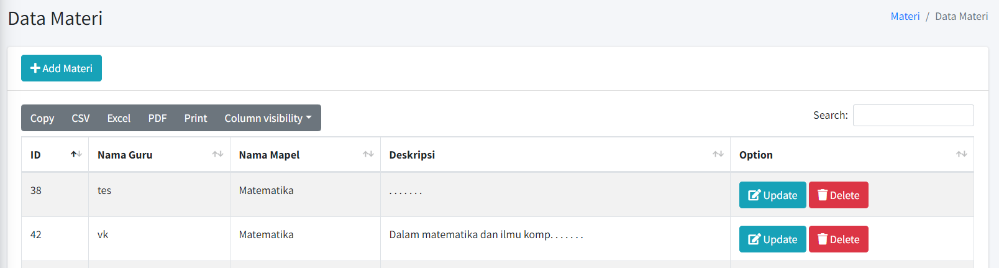 Data Materi
Materi / Data Materi
Add Materi
Copy CSV Excel PDF Print Column visibility
Search:
ID Nama Guru Nama Mapel Deskripsi Option
38 tes Matematika . . . . . . . Update Delete
42 vk Matematika Dalam matematika dan ilmu komp. . . . . . . Update Delete